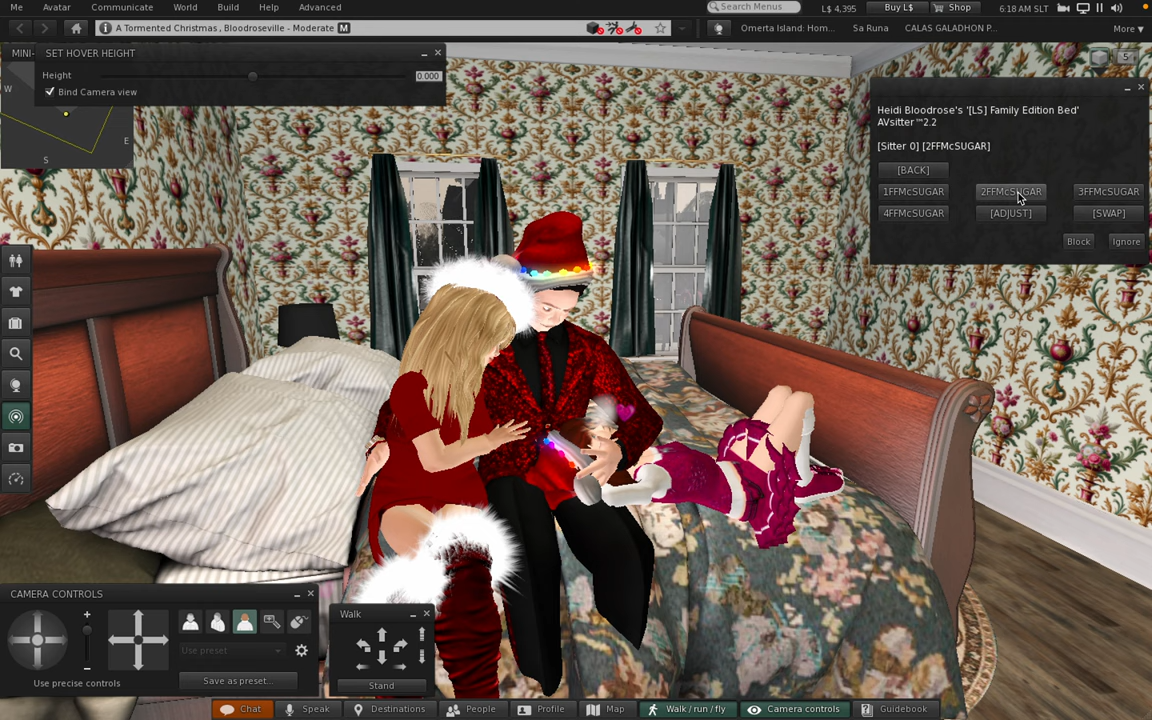 Me Avatar Communicate World Build Help Advanced
Search Menus L$ 4,395 Buy L$ Shop 6:18 AM SLT
A Tormented Christmas , Bloodroseville - Moderate M
Omerta Island: Hom... Sa Runa CALAS GALADHON P... More ▾
MINI-
W
E
S
SET HOVER HEIGHT
Height 0.000
Bind Camera view
5
Heidi Bloodrose's '[LS] Family Edition Bed'
AVsitter™2.2
[Sitter 0] [2FFMcSUGAR]
[BACK]
1FFMcSUGAR 2FFMcSUGAR 3FFMcSUGAR
4FFMcSUGAR [ADJUST] [SWAP]
Block Ignore
CAMERA CONTROLS
Use preset
Use precise controls
Save as preset...
Walk
Stand
Chat Speak Destinations People Profile Map Walk / run / fly Camera controls Guidebook